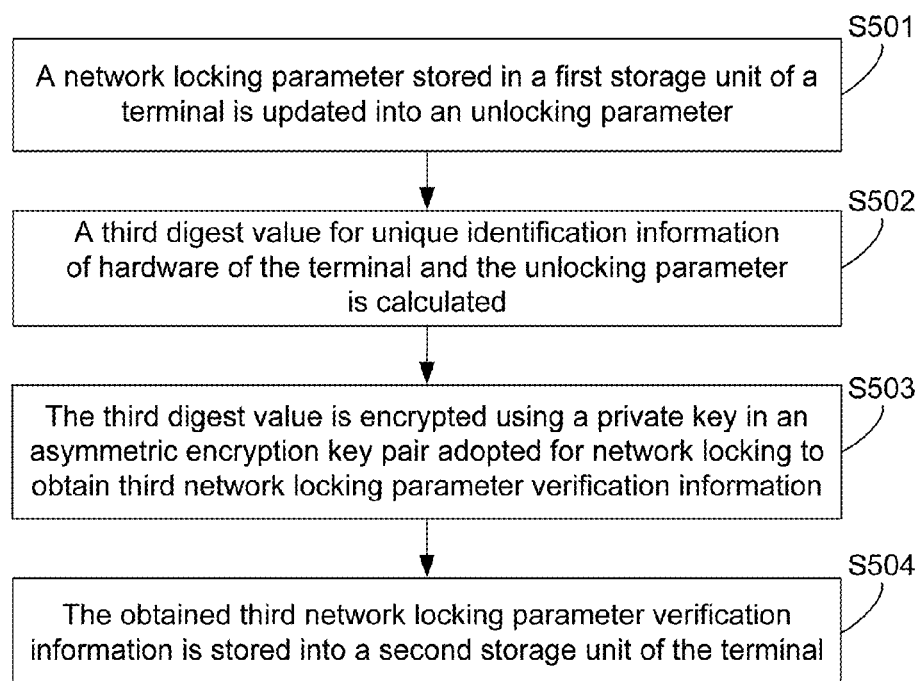 S501
A network locking parameter stored in a first storage unit of a
terminal is updated into an unlocking parameter
S502
A third digest value for unique identification information
of hardware of the terminal and the unlocking parameter
is calculated
S503
The third digest value is encrypted using a private key in an
asymmetric encryption key pair adopted for network locking to
obtain third network locking parameter verification information
S504
The obtained third network locking parameter verification
information is stored into a second storage unit of the terminal